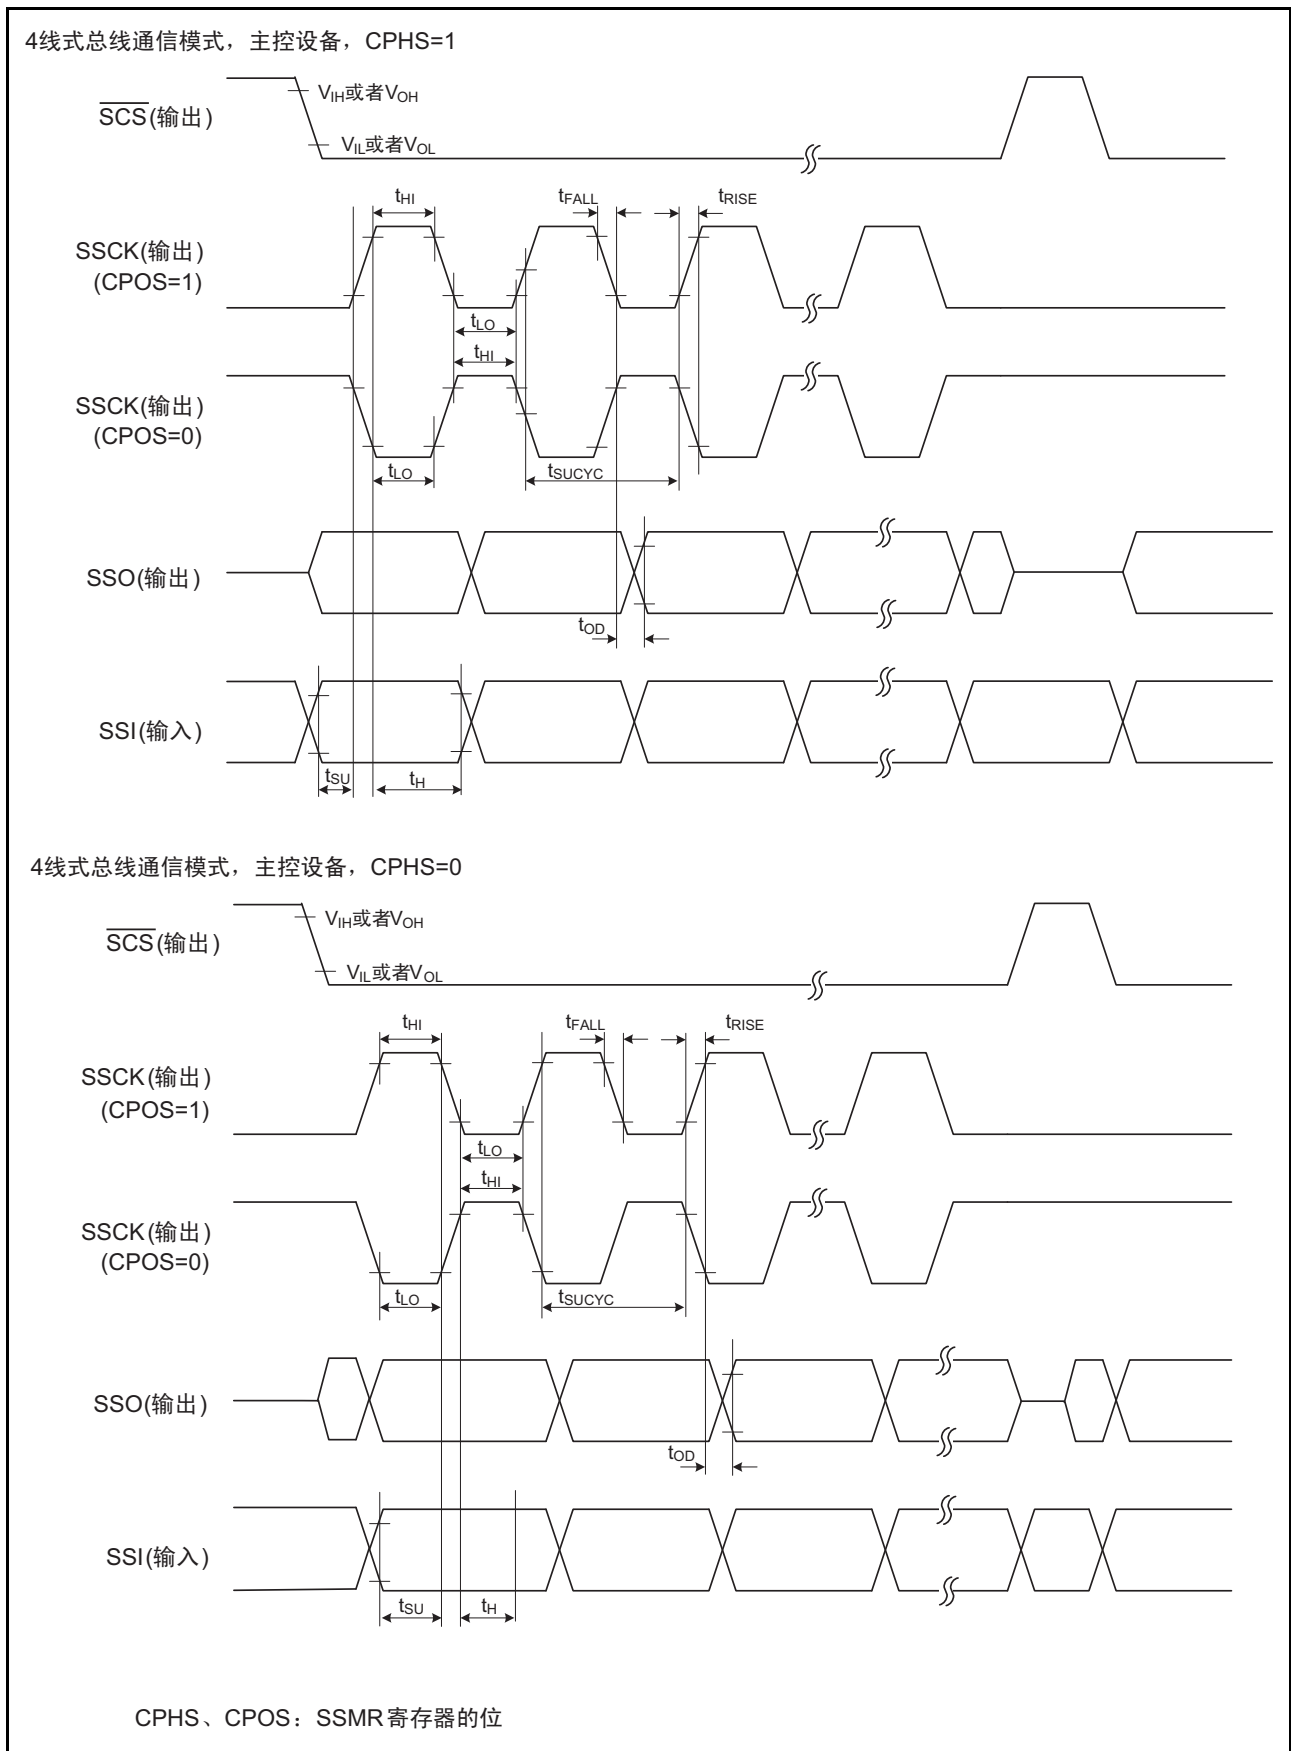 4线式总线通信模式，主控设备，CPHS=1
VIH或者VOH
SCS(输出)
VIL或者VOL
tHI
tFALL
tRISE
SSCK(输出)
(CPOS=1)
tLO
tHI
SSCK(输出)
(CPOS=0)
tLO
tSUCYC
SSO(输出)
tOD
SSI(输入)
tSU
tH
4线式总线通信模式，主控设备，CPHS=0
VIH或者VOH
SCS(输出)
VIL或者VOL
tHI
tFALL
tRISE
SSCK(输出)
(CPOS=1)
tLO
tHI
SSCK(输出)
(CPOS=0)
tLO
tSUCYC
SSO(输出)
tOD
SSI(输入)
tSU
tH
CPHS、CPOS：SSMR寄存器的位